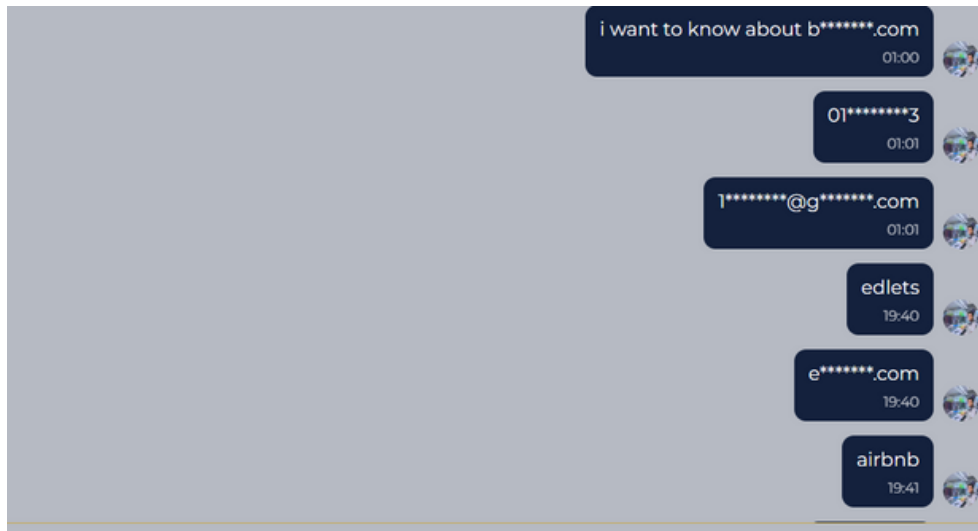 i want to know about b*******.com
01:00
01********3
01:01
1********@g*******.com
01:01
edlets
19:40
e*******.com
19:40
airbnb
19:41